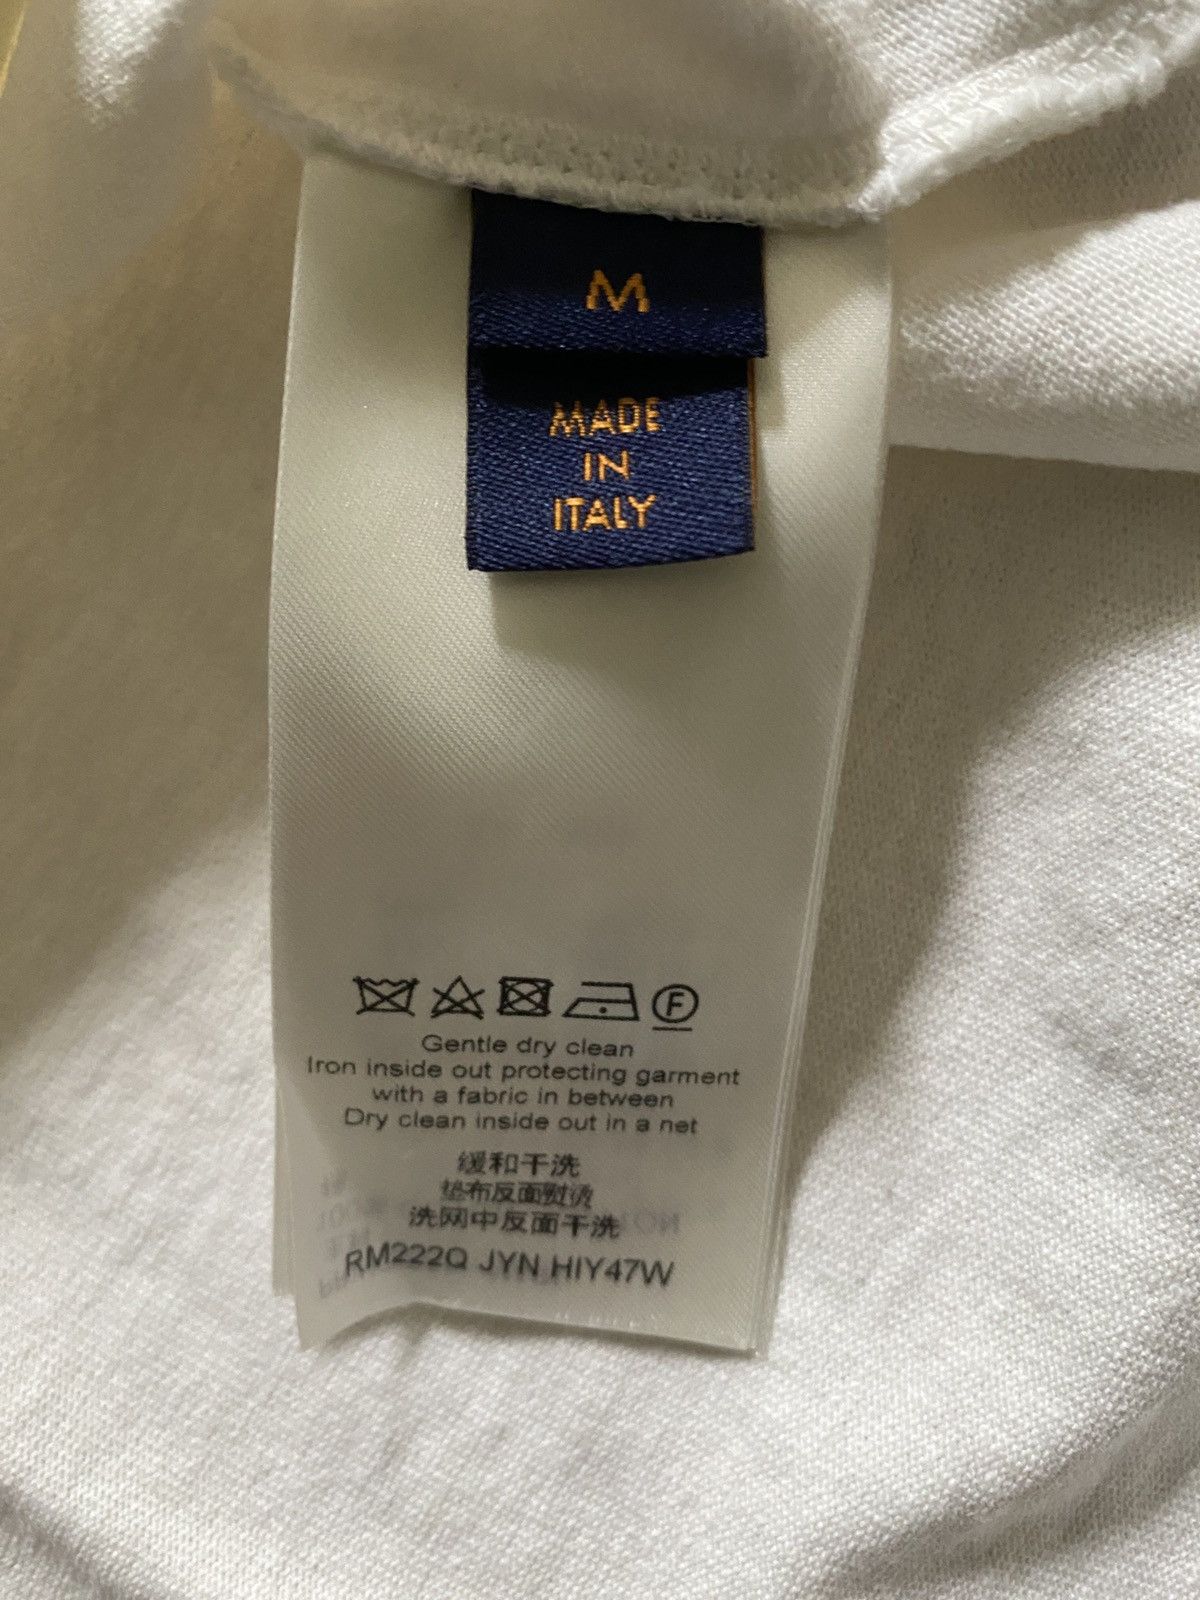 M
MADE
IN
ITALY
F
Gentle dry clean
Iron inside out protecting garment
with a fabric in between
Dry clean inside out in a net
缓和干洗
垫布反面熨烫
洗网中反面干洗
RM222Q JYN HIY47W